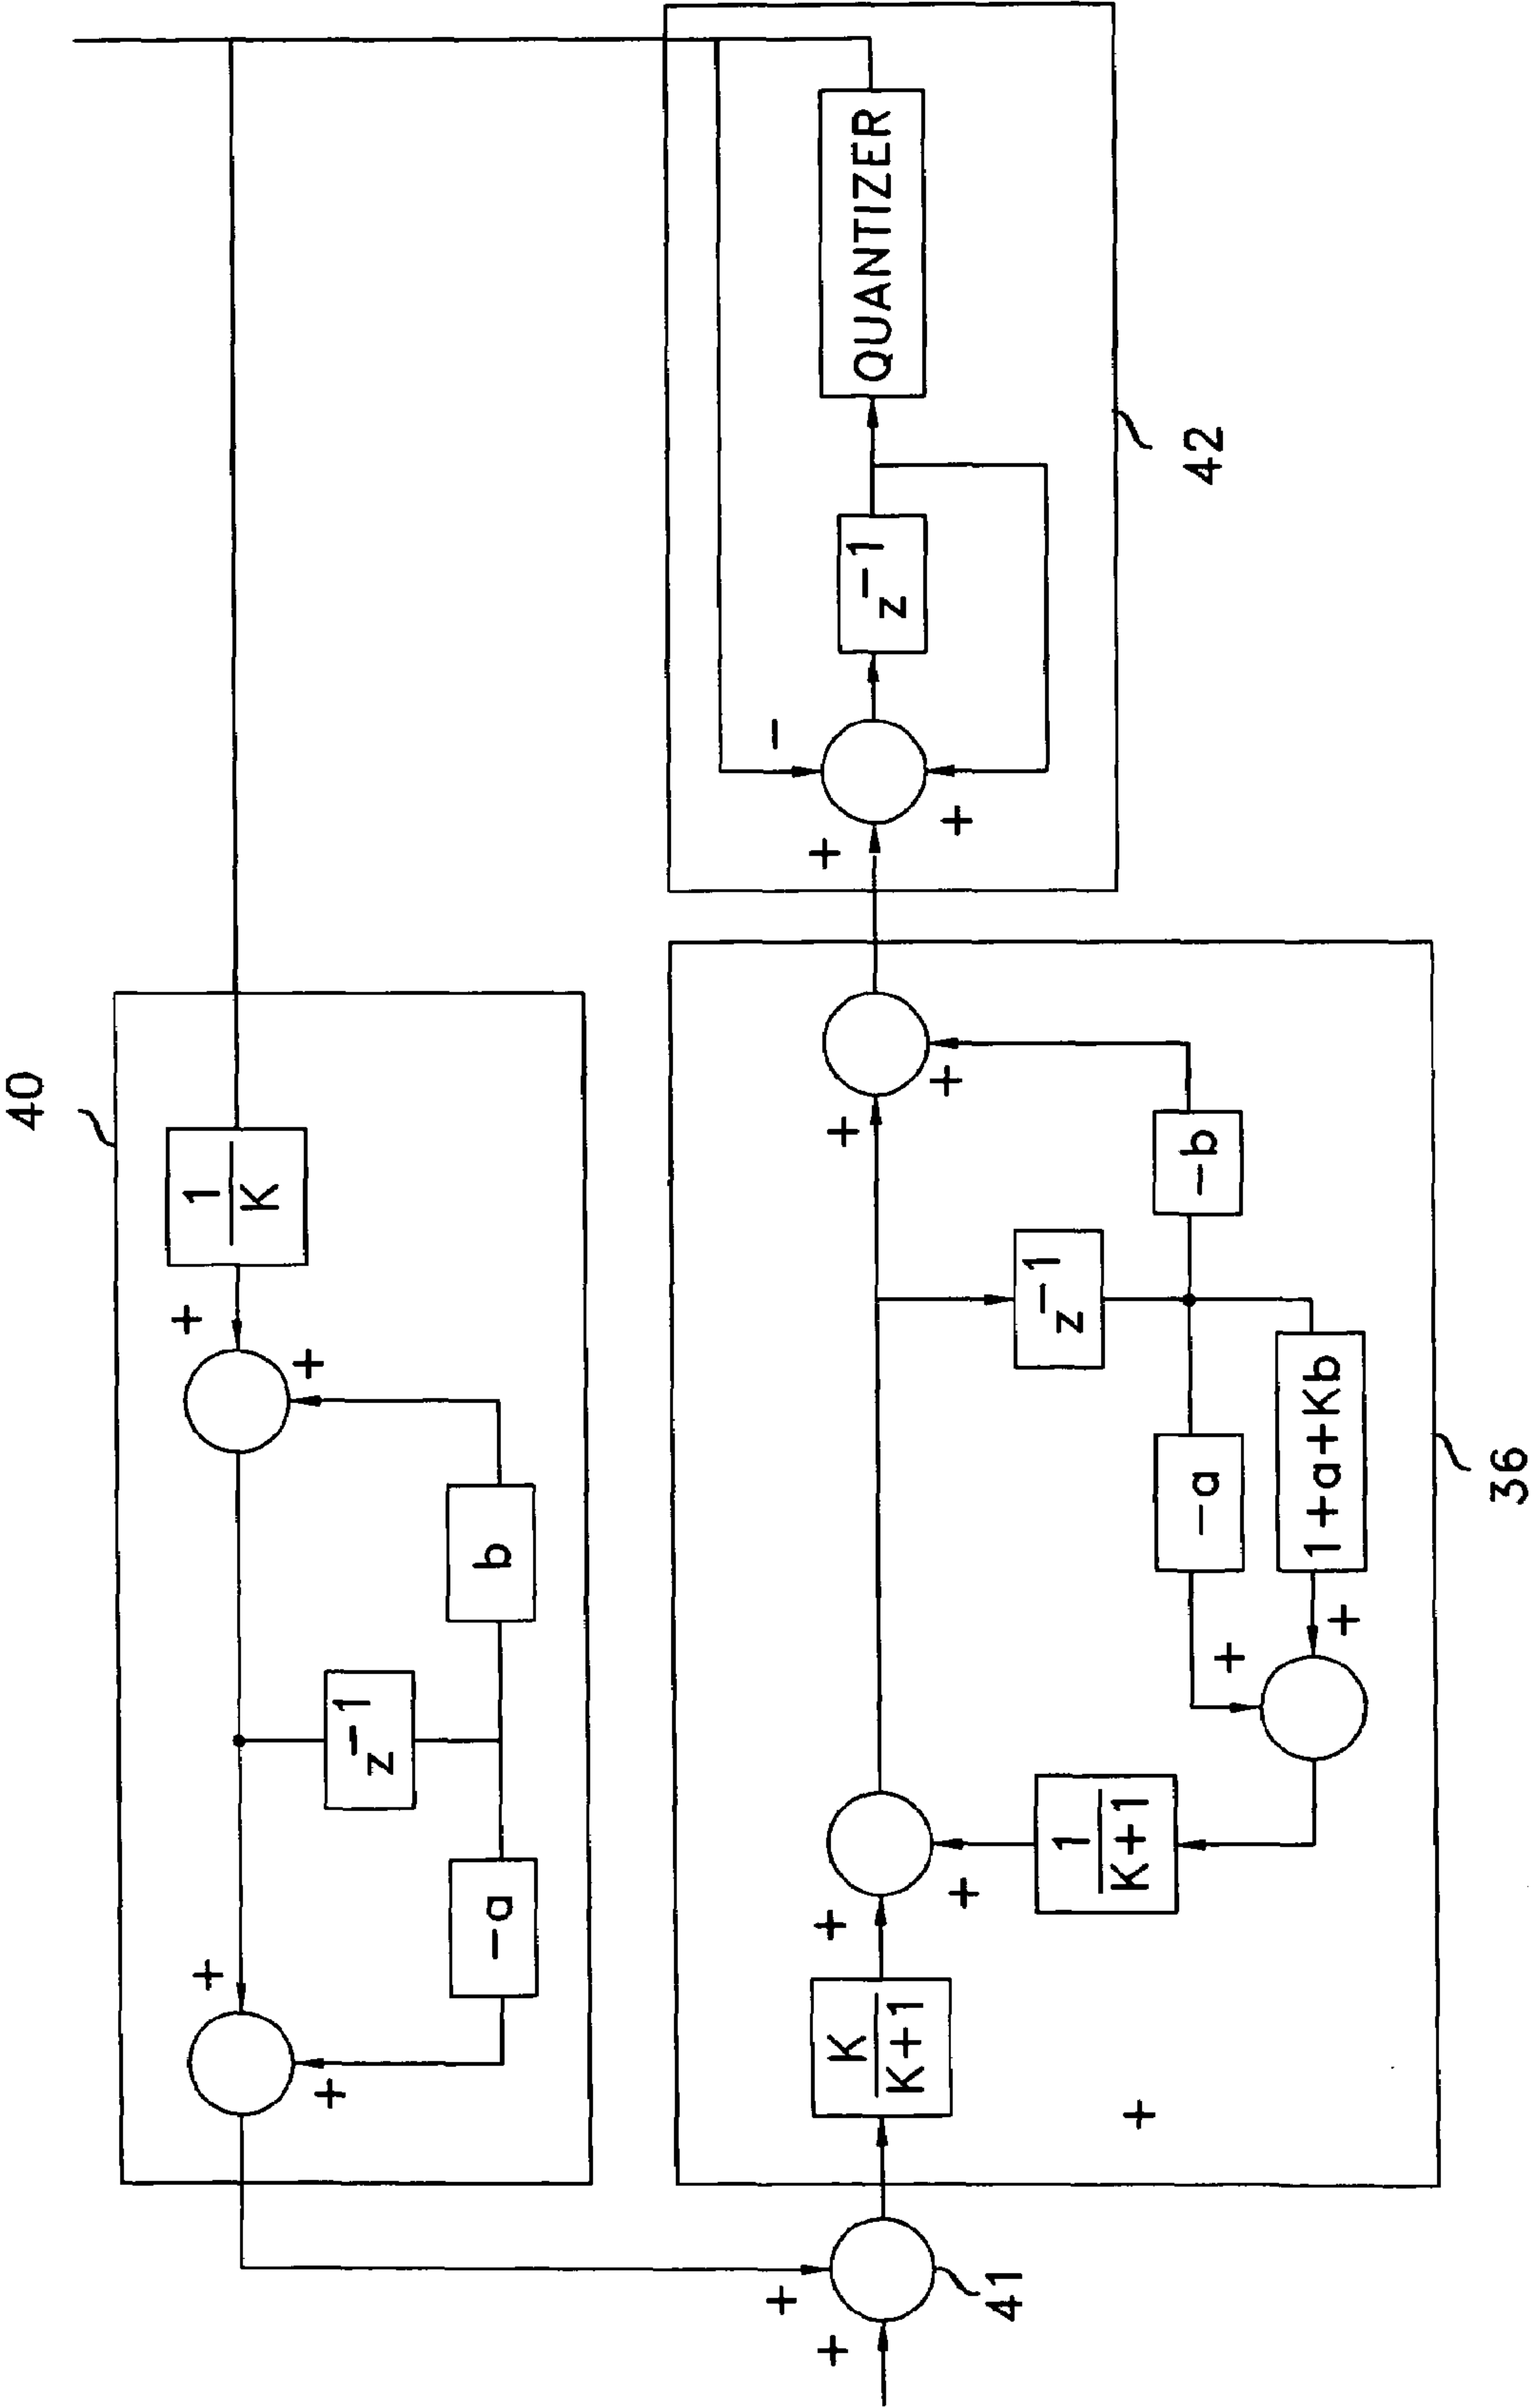 40
+
+
1
K
+
+
z-1
-a
b
+
+
41
K
K+1
+
+
1
K+1
+
+
z-1
-a
-b
+
1+a+Kb
+
+
36
-
+
+
z-1
QUANTIZER
42